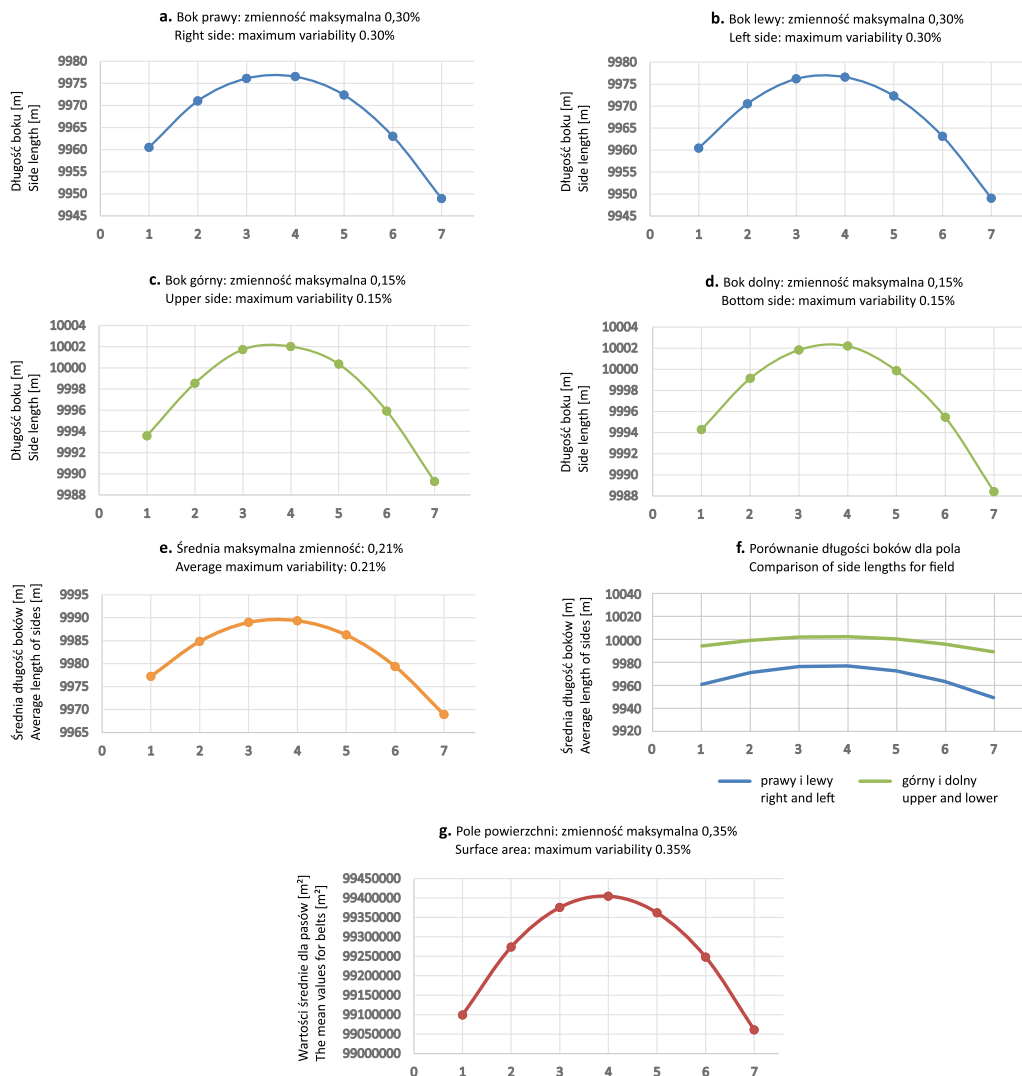 a. Bok prawy: zmienność maksymalna 0,30%
Right side: maximum variability 0.30%
Długość boku [m]
Side length [m]
9980
9975
9970
9965
9960
9955
9950
9945
0 1 2 3 4 5 6 7
b. Bok lewy: zmienność maksymalna 0,30%
Left side: maximum variability 0.30%
Długość boku [m]
Side length [m]
9980
9975
9970
9965
9960
9955
9950
9945
0 1 2 3 4 5 6 7
c. Bok górny: zmienność maksymalna 0,15%
Upper side: maximum variability 0.15%
Długość boku [m]
Side length [m]
10004
10002
10000
9998
9996
9994
9992
9990
9988
0 1 2 3 4 5 6 7
d. Bok dolny: zmienność maksymalna 0,15%
Bottom side: maximum variability 0.15%
Długość boku [m]
Side length [m]
10004
10002
10000
9998
9996
9994
9992
9990
9988
0 1 2 3 4 5 6 7
e. Średnia maksymalna zmienność: 0,21%
Average maximum variability: 0.21%
Średnia długość boków [m]
Average length of sides [m]
9995
9990
9985
9980
9975
9970
9965
0 1 2 3 4 5 6 7
f. Porównanie długości boków dla pola
Comparison of side lengths for field
Średnia długość boków [m]
Average length of sides [m]
10040
10020
10000
9980
9960
9940
9920
0 1 2 3 4 5 6 7
prawy i lewy
right and left
górny i dolny
upper and lower
g. Pole powierzchni: zmienność maksymalna 0,35%
Surface area: maximum variability 0.35%
Wartości średnie dla pasów [m²]
The mean values for belts [m²]
99450000
99400000
99350000
99300000
99250000
99200000
99150000
99100000
99050000
99000000
0 1 2 3 4 5 6 7